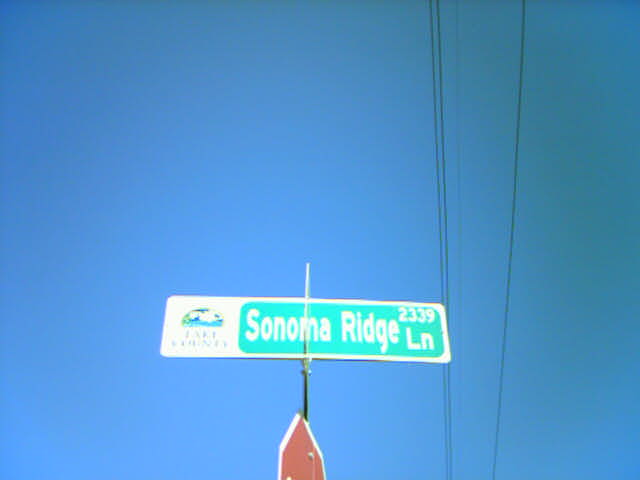 LAKE
COUNTY
Sonoma Ridge
2339
Ln